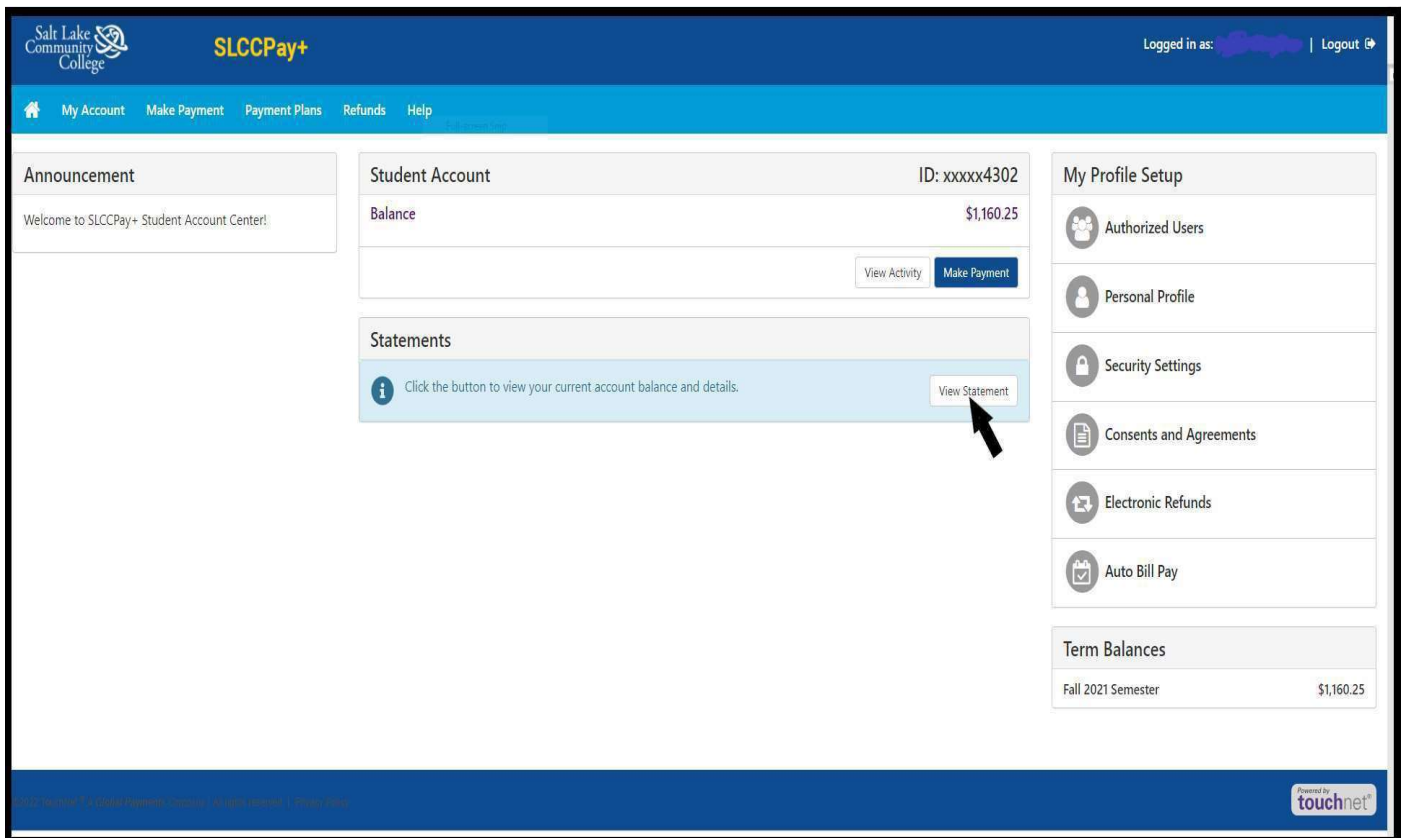 Salt Lake
Community
College
SLCCPay+
Logged in as:
| Logout
My Account Make Payment Payment Plans Refunds Help
Announcement
Welcome to SLCCPay+ Student Account Center!
Student Account ID: xxxxx4302
Balance $1,160.25
View Activity Make Payment
Statements
Click the button to view your current account balance and details. View Statement
My Profile Setup
Authorized Users
Personal Profile
Security Settings
Consents and Agreements
Electronic Refunds
Auto Bill Pay
Term Balances
Fall 2021 Semester $1,160.25
Powered by
touchnet®